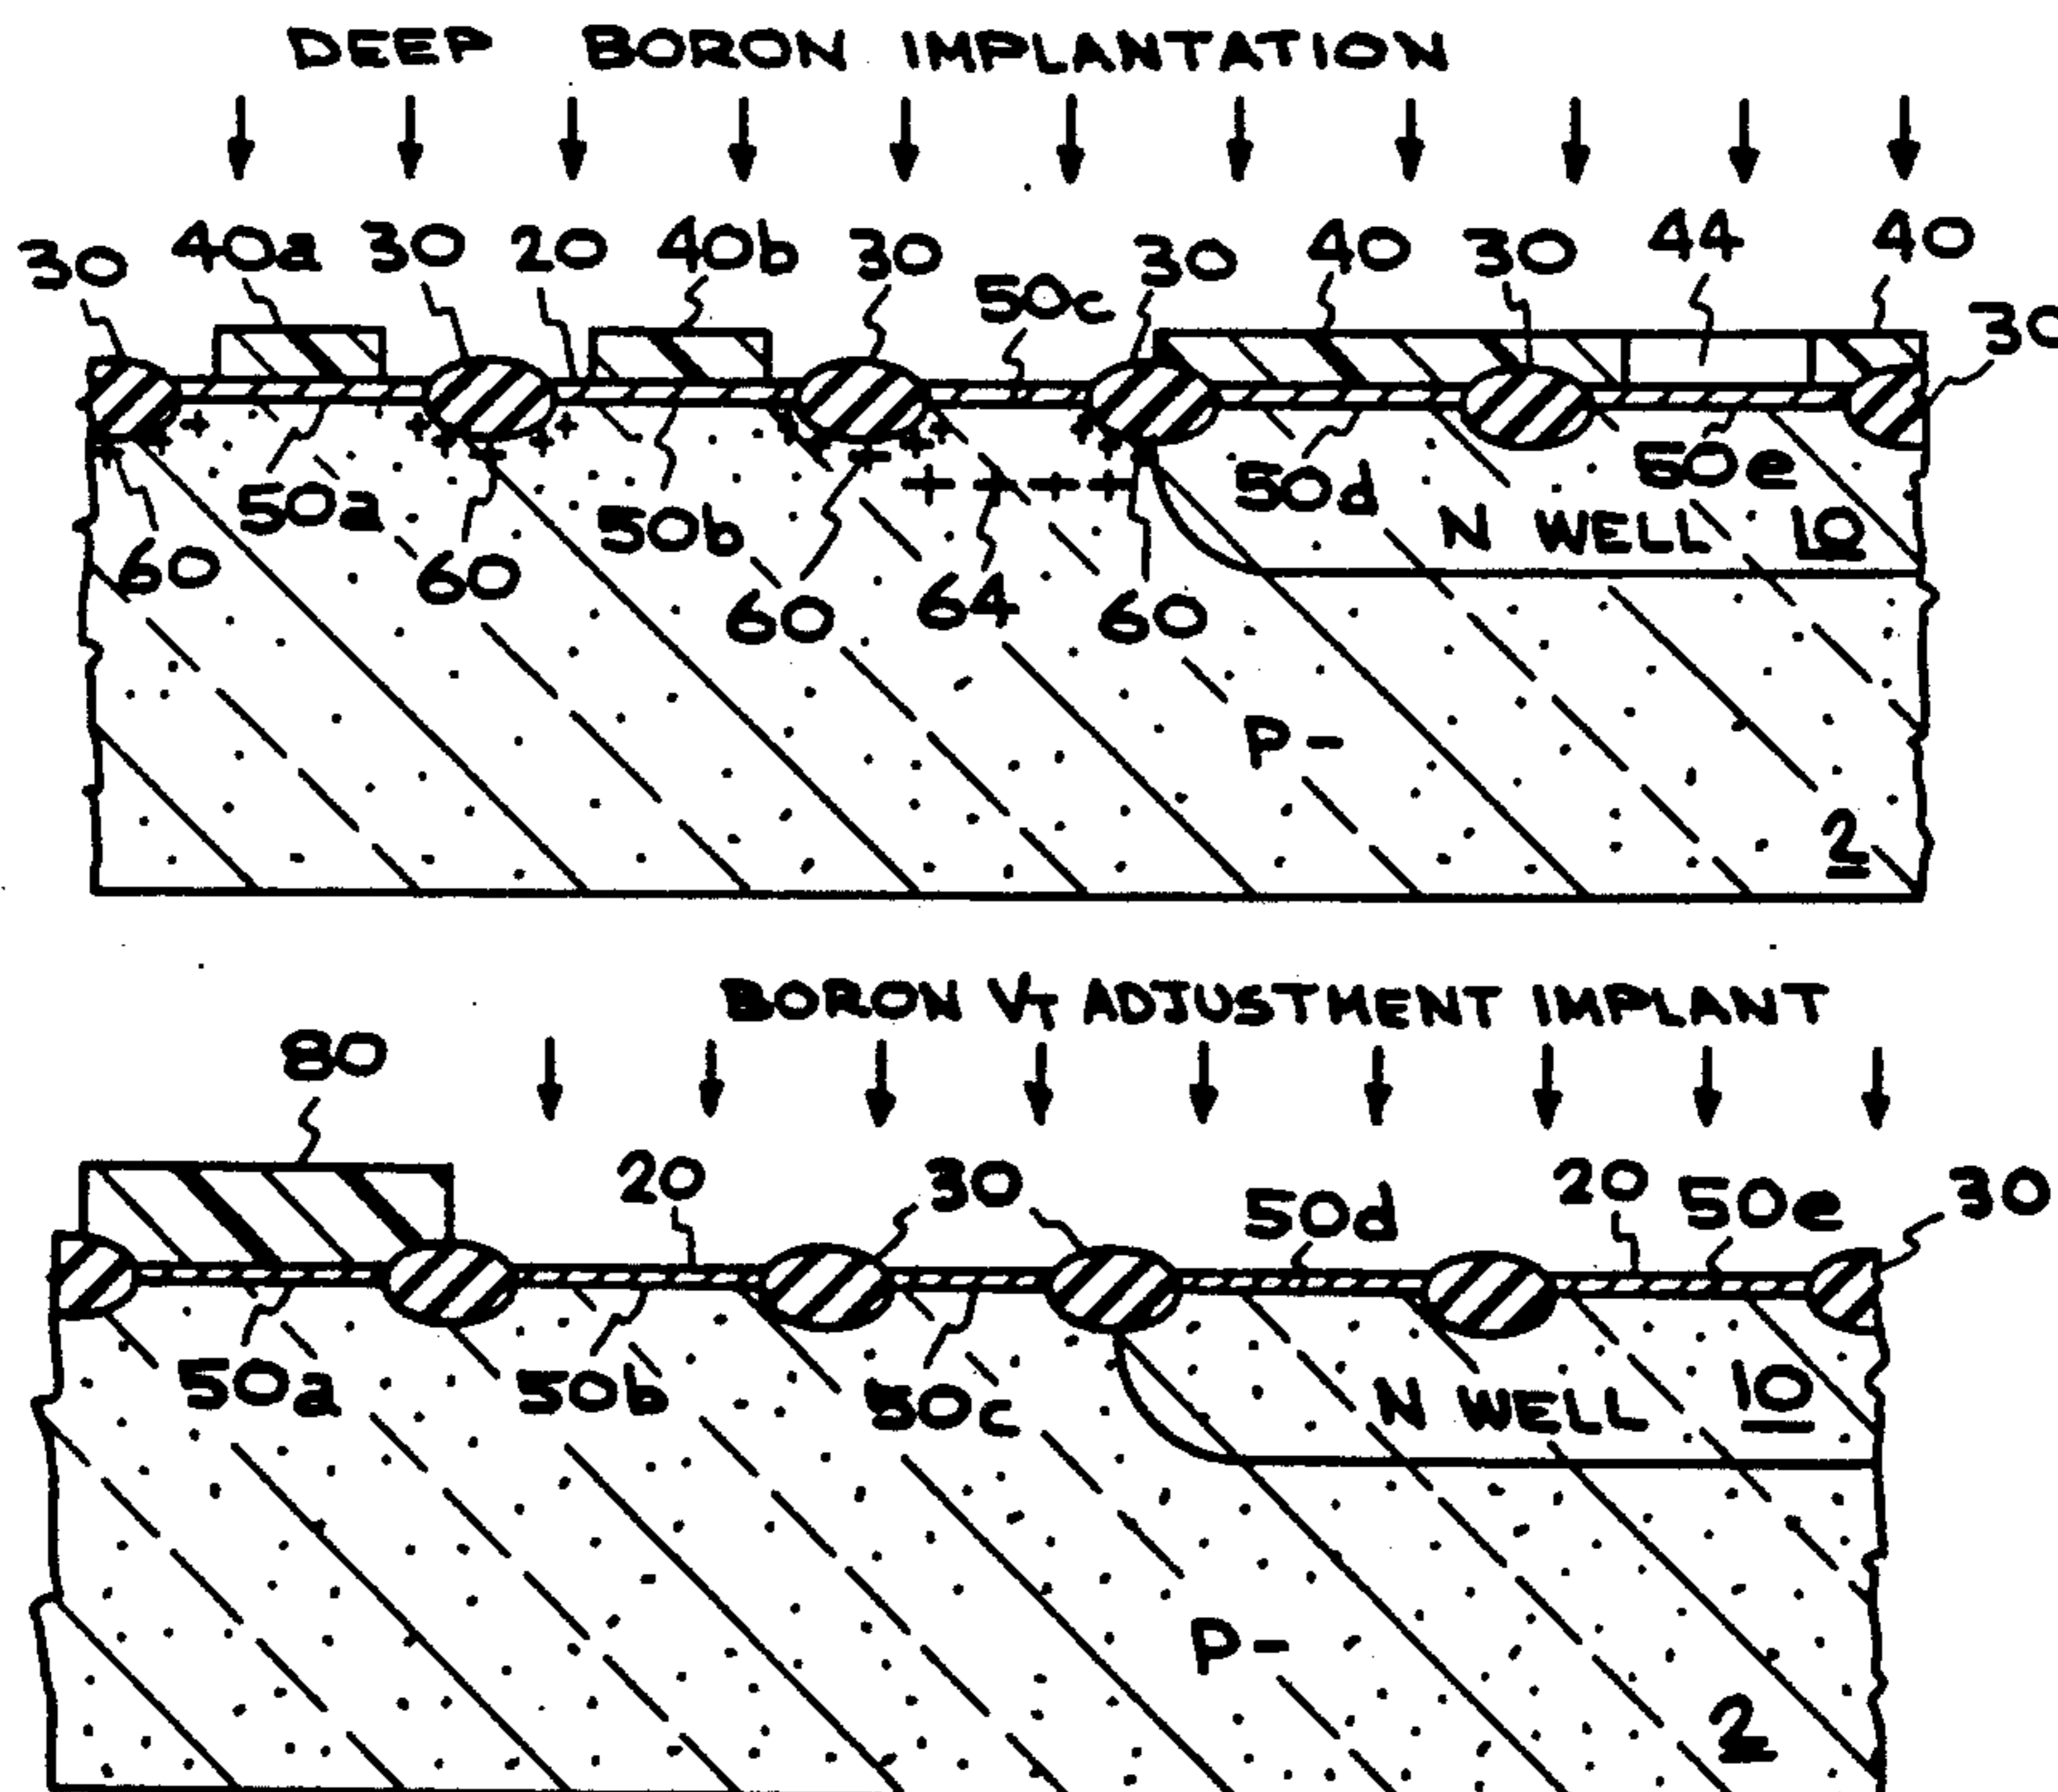 DEEP BORON IMPLANTATION
30 40a 30 20 40b 30 50c 30 40 30 44 40 30
50a 50b 50d 50e
N WELL 10
60 60 60 64 60
P-
2
BORON VT ADJUSTMENT IMPLANT
80
20 30 50d 20 50e 30
50a 50b 50c N WELL 10
P-
2